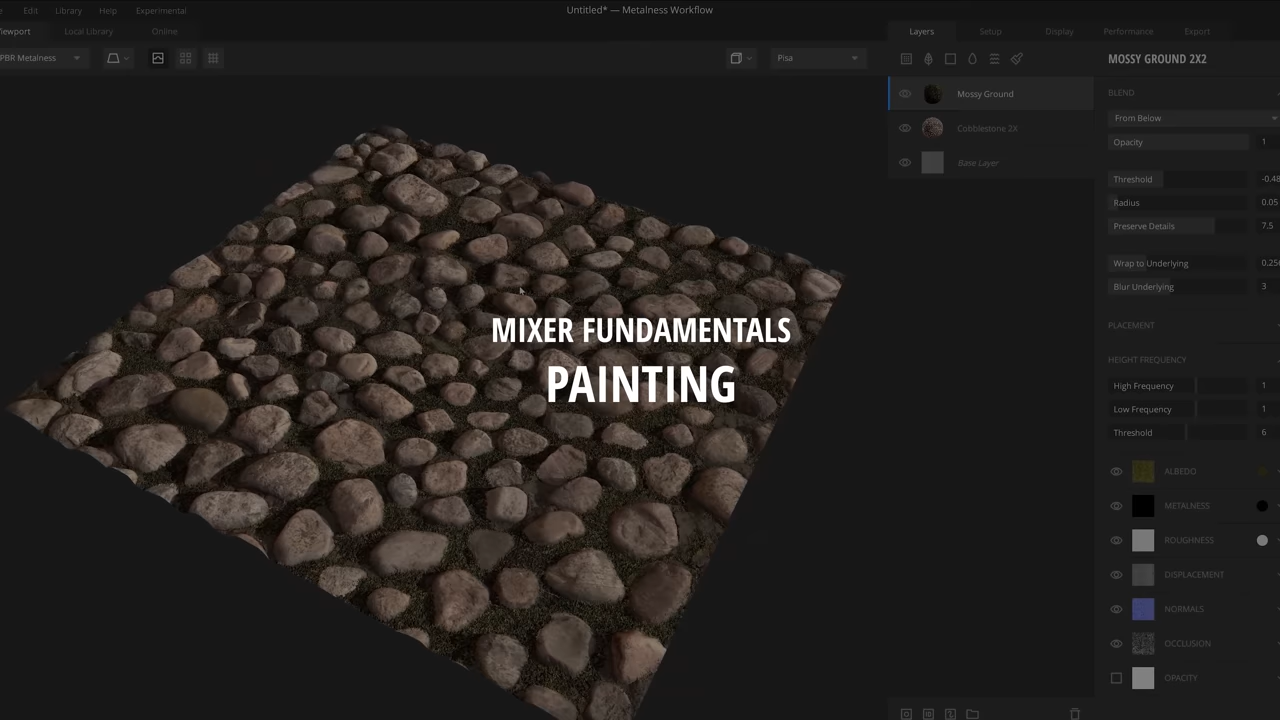 Untitled* — Metalness Workflow
Edit Library Help Experimental
Viewport Local Library Online
PBR Metalness
Pisa
Layers Setup Display Performance Export
Mossy Ground
Cobblestone 2X
Base Layer
MOSSY GROUND 2X2
BLEND
From Below
Opacity 1
Threshold -0.48
Radius 0.05
Preserve Details 7.5
Wrap to Underlying 0.25
Blur Underlying 3
PLACEMENT
HEIGHT FREQUENCY
High Frequency 1
Low Frequency 1
Threshold 6
ALBEDO
METALNESS
ROUGHNESS
DISPLACEMENT
NORMALS
OCCLUSION
OPACITY
MIXER FUNDAMENTALS
PAINTING